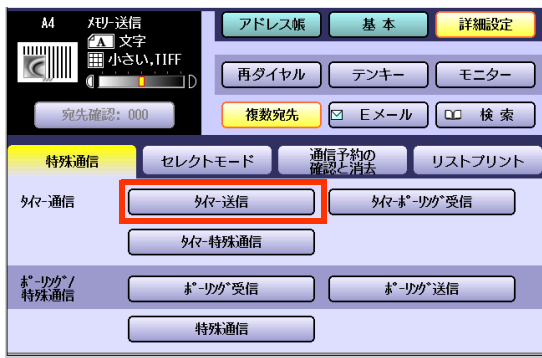 A4 メモリー送信
A 文字
小さい,TIFF
D
宛先確認: 000
アドレス帳 基本 詳細設定
再ダイヤル テンキー モニター
複数宛先 Eメール 検索
特殊通信 セレクトモード 通信予約の
確認と消去 リストプリント
タイマー通信 タイマー送信 タイマーポーリング受信
タイマー特殊通信
ポーリング/
特殊通信 ポーリング受信 ポーリング送信
特殊通信